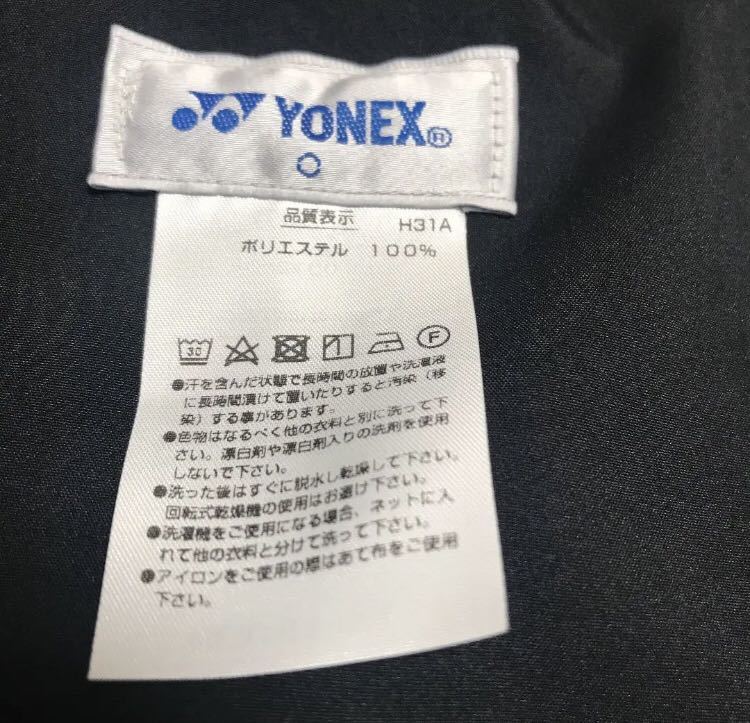 YONEX®
O
品質表示 H31A
ポリエステル 100%
30 F
●汗を含んだ状態で長時間の放置や洗濯液
に長時間漬けて置いたりすると汚染（移
染）する事があります。
●色物はなるべく他の衣料と別に洗って下
さい。漂白剤や漂白剤入りの洗剤を使用
しないで下さい。
●洗った後はすぐに脱水し乾燥して下さい。
回転式乾燥機の使用はお避け下さい。
●洗濯機をご使用になる場合、ネットに入
れて他の衣料と分けて洗って下さい。
●アイロンをご使用の際はあて布をご使用
下さい。